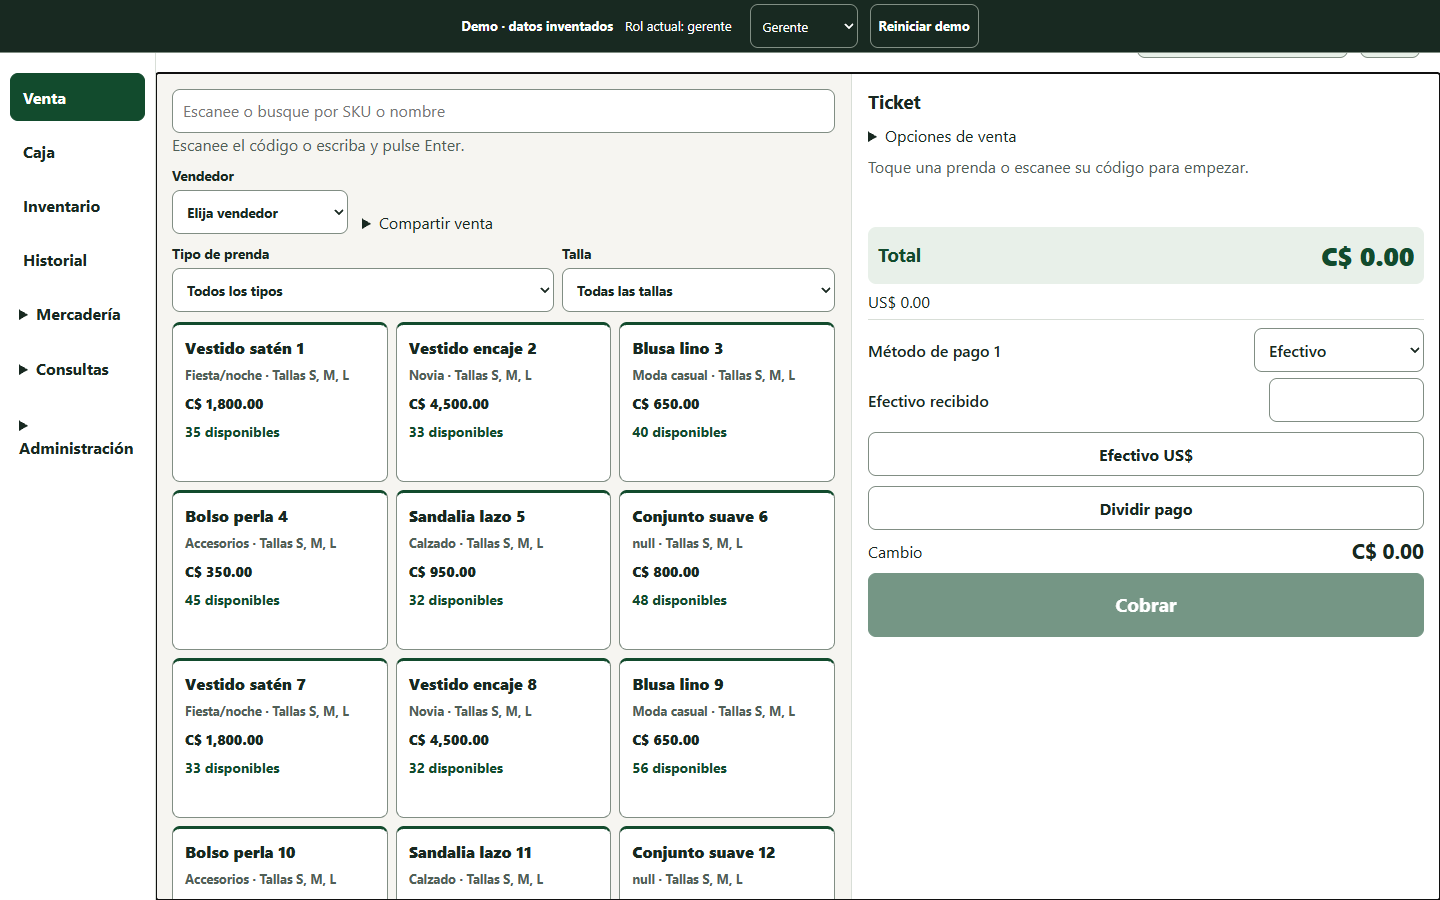 Demo · datos inventados Rol actual: gerente Gerente Reiniciar demo
Venta
Caja
Inventario
Historial
Mercadería
Consultas
Administración
Escanee o busque por SKU o nombre
Escanee el código o escriba y pulse Enter.
Vendedor
Elija vendedor Compartir venta
Tipo de prenda Talla
Todos los tipos Todas las tallas
Vestido satén 1
Fiesta/noche · Tallas S, M, L
C$ 1,800.00
35 disponibles
Vestido encaje 2
Novia · Tallas S, M, L
C$ 4,500.00
33 disponibles
Blusa lino 3
Moda casual · Tallas S, M, L
C$ 650.00
40 disponibles
Bolso perla 4
Accesorios · Tallas S, M, L
C$ 350.00
45 disponibles
Sandalia lazo 5
Calzado · Tallas S, M, L
C$ 950.00
32 disponibles
Conjunto suave 6
null · Tallas S, M, L
C$ 800.00
48 disponibles
Vestido satén 7
Fiesta/noche · Tallas S, M, L
C$ 1,800.00
33 disponibles
Vestido encaje 8
Novia · Tallas S, M, L
C$ 4,500.00
32 disponibles
Blusa lino 9
Moda casual · Tallas S, M, L
C$ 650.00
56 disponibles
Bolso perla 10
Accesorios · Tallas S, M, L
Sandalia lazo 11
Calzado · Tallas S, M, L
Conjunto suave 12
null · Tallas S, M, L
Ticket
Opciones de venta
Toque una prenda o escanee su código para empezar.
Total C$ 0.00
US$ 0.00
Método de pago 1 Efectivo
Efectivo recibido
Efectivo US$
Dividir pago
Cambio C$ 0.00
Cobrar